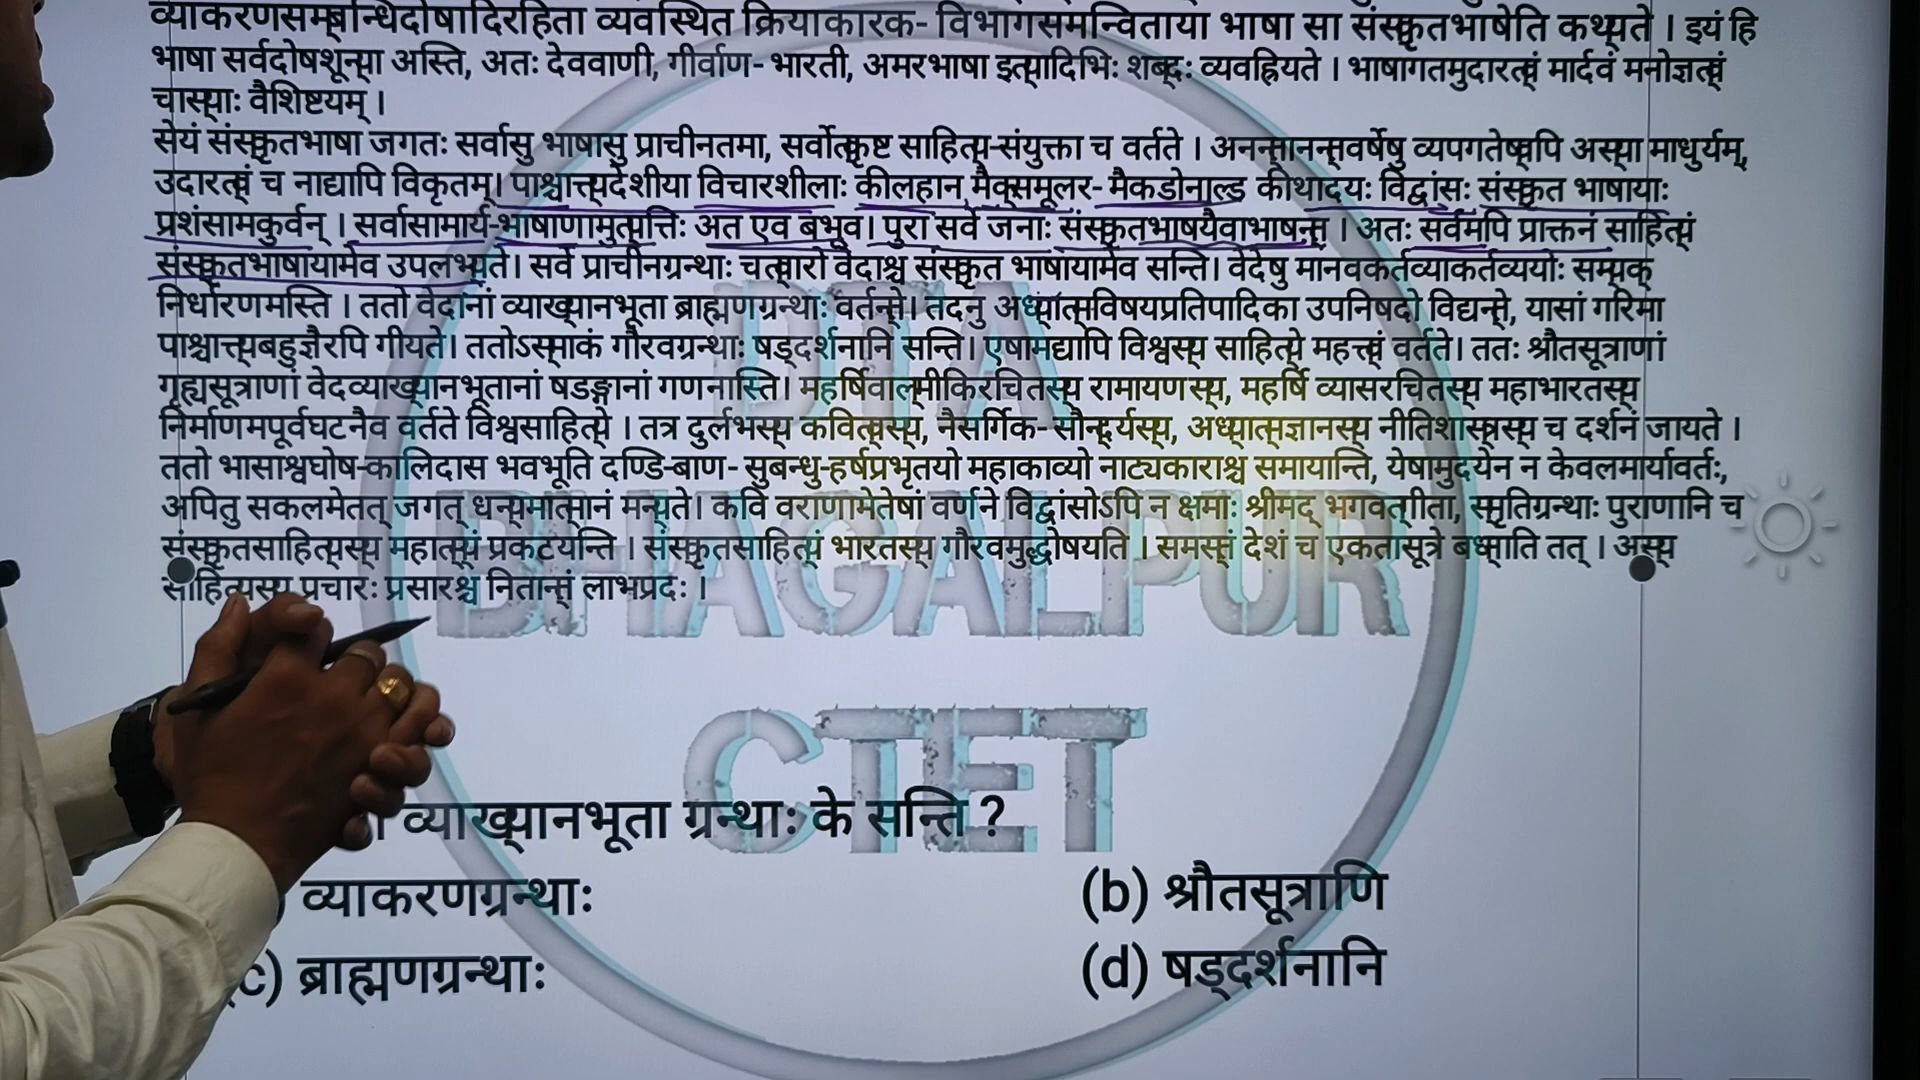 व्याकरणसम्बन्धिदोषादिरहिता व्यवस्थित क्रियाकारक- विभागसमन्विताया भाषा सा संस्कृतभाषेति कथ्यते । इयं हि
भाषा सर्वदोषशून्या अस्ति, अतः देववाणी, गीर्वाण- भारती, अमरभाषा इत्यादिभिः शब्दः व्यवह्रियते । भाषागतमुदारत्वं मार्दवं मनोज्ञत्वं
चास्याः वैशिष्टयम् ।
सेयं संस्कृतभाषा जगतः सर्वासु भाषासु प्राचीनतमा, सर्वोत्कृष्ट साहित्य-संयुक्ता च वर्तते । अनन्तानन्तवर्षेषु व्यपगतेष्वपि अस्या माधुर्यम्,
उदारत्वं च नाद्यापि विकृतम्। पाश्चात्त्यदेशीया विचारशीलाः कीलहान, मैक्समूलर- मैकडोनाल्ड कीथादयः विद्वांसः संस्कृत भाषायाः
प्रशंसामकुर्वन् । सर्वासामार्य-भाषाणामुत्पत्तिः अत एव बभूव। पुरा सर्वे जनाः संस्कृतभाषयैवाभाषन्त । अतः सर्वमपि प्राक्तनं साहित्यं
संस्कृतभाषायामेव उपलभ्यते। सर्वे प्राचीनग्रन्थाः चत्वारो वेदाश्च संस्कृत भाषायामेव सन्ति। वेदेषु मानवकर्तव्याकर्तव्ययोः सम्यक्
निर्धारणमस्ति । ततो वेदानां व्याख्यानभूता ब्राह्मणग्रन्थाः वर्तन्ते। तदनु अध्यात्मविषयप्रतिपादिका उपनिषदो विद्यन्ते, यासां गरिमा
पाश्चात्त्यबहुज्ञैरपि गीयते। ततोऽस्माकं गौरवग्रन्थाः षड्दर्शनानि सन्ति। एषामद्यापि विश्वस्य साहित्ये महत्त्वं वर्तते। ततः श्रौतसूत्राणां
गृह्यसूत्राणां वेदव्याख्यानभूतानां षडङ्गानां गणनास्ति। महर्षिवाल्मीकिरचितस्य रामायणस्य, महर्षि व्यासरचितस्य महाभारतस्य
निर्माणमपूर्वघटनैव वर्तते विश्वसाहित्ये । तत्र दुर्लभस्य कवित्वस्य, नैसर्गिक- सौन्दर्यस्य, अध्यात्मज्ञानस्य नीतिशास्त्रस्य च दर्शनं जायते ।
ततो भासाश्वघोष-कालिदास भवभूति दण्डि-बाण- सुबन्धु-हर्षप्रभृतयो महाकाव्यो नाट्यकाराश्च समायान्ति, येषामुदयेन न केवलमार्यावर्तः,
अपितु सकलमेतत् जगत् धन्यमात्मानं मन्यते। कवि वराणामेतेषां वर्णने विद्वांसोऽपि न क्षमाः श्रीमद् भगवत्गीता, स्मृतिग्रन्थाः पुराणानि च
संस्कृतसाहित्यस्य महात्म्यं प्रकटयन्ति । संस्कृतसाहित्यं भारतस्य गौरवमुद्घोषयति । समस्तं देशं च एकतासूत्रे बध्नाति तत् । अस्य
साहित्यस्य प्रचारः प्रसारश्च नितान्तं लाभप्रदः ।
PTA
BHAGALPUR
CTET
व्याख्यानभूता ग्रन्थाः के सन्ति ?
व्याकरणग्रन्थाः
(b) श्रौतसूत्राणि
(c) ब्राह्मणग्रन्थाः
(d) षड्दर्शनानि